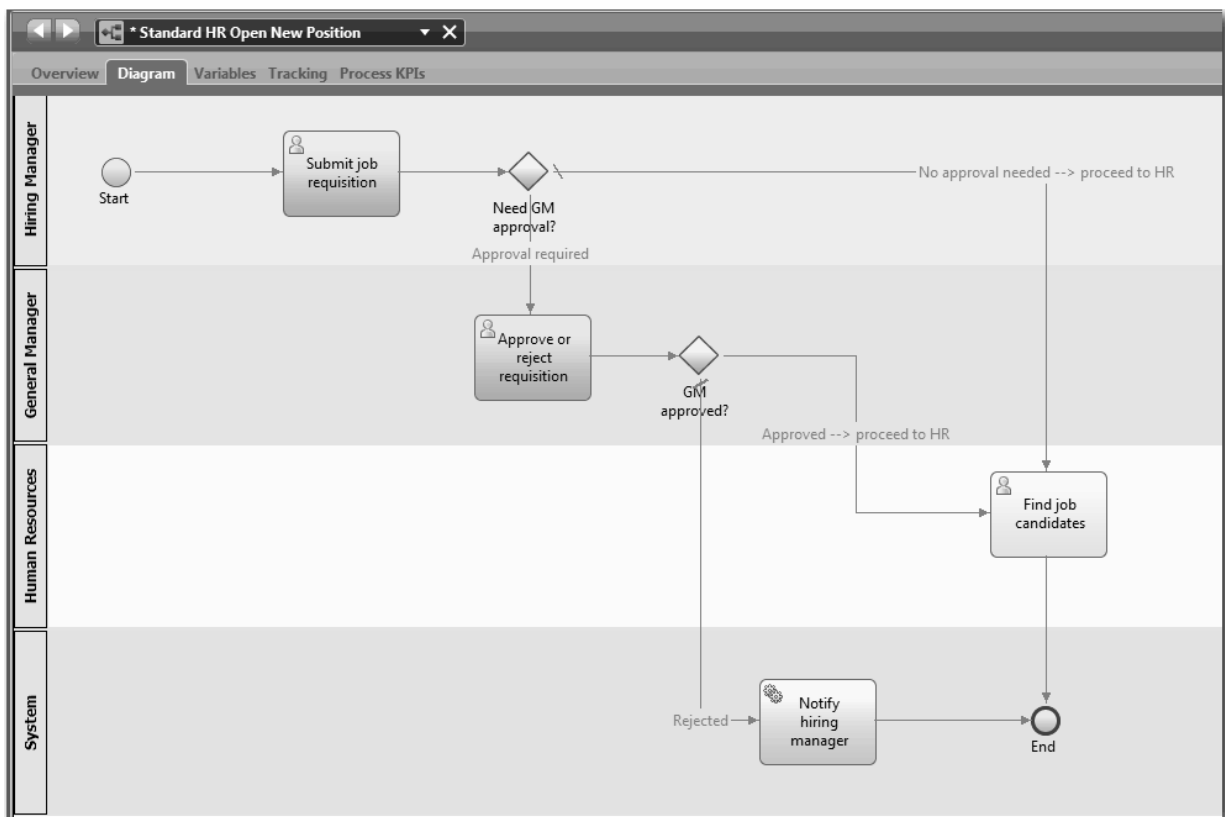 * Standard HR Open New Position
Overview Diagram Variables Tracking Process KPIs
Hiring Manager
Start
Submit job
requisition
Need GM
approval?
No approval needed --> proceed to HR
Approval required
General Manager
Approve or
reject
requisition
GM
approved?
Approved --> proceed to HR
Human Resources
Find job
candidates
System
Rejected
Notify
hiring
manager
End